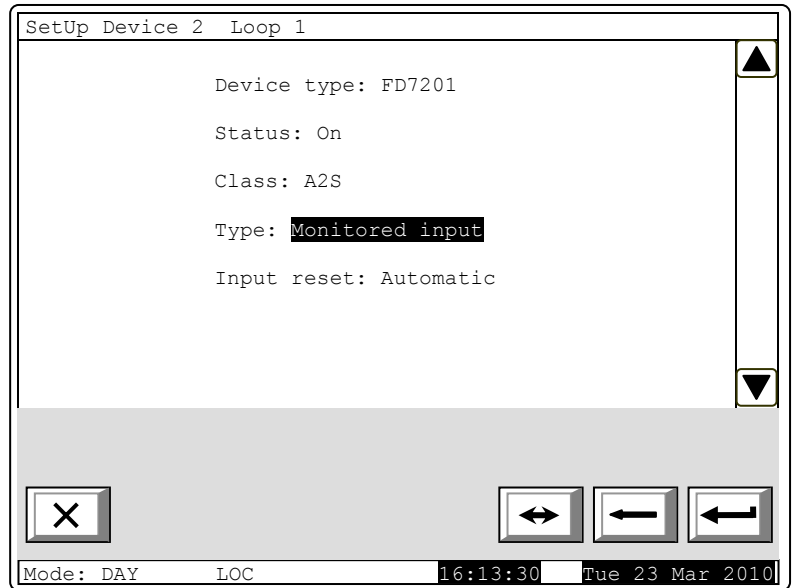 SetUp Device 2 Loop 1
Device type: FD7201
Status: On
Class: A2S
Type: Monitored input
Input reset: Automatic
Mode: DAY LOC 16:13:30 Tue 23 Mar 2010